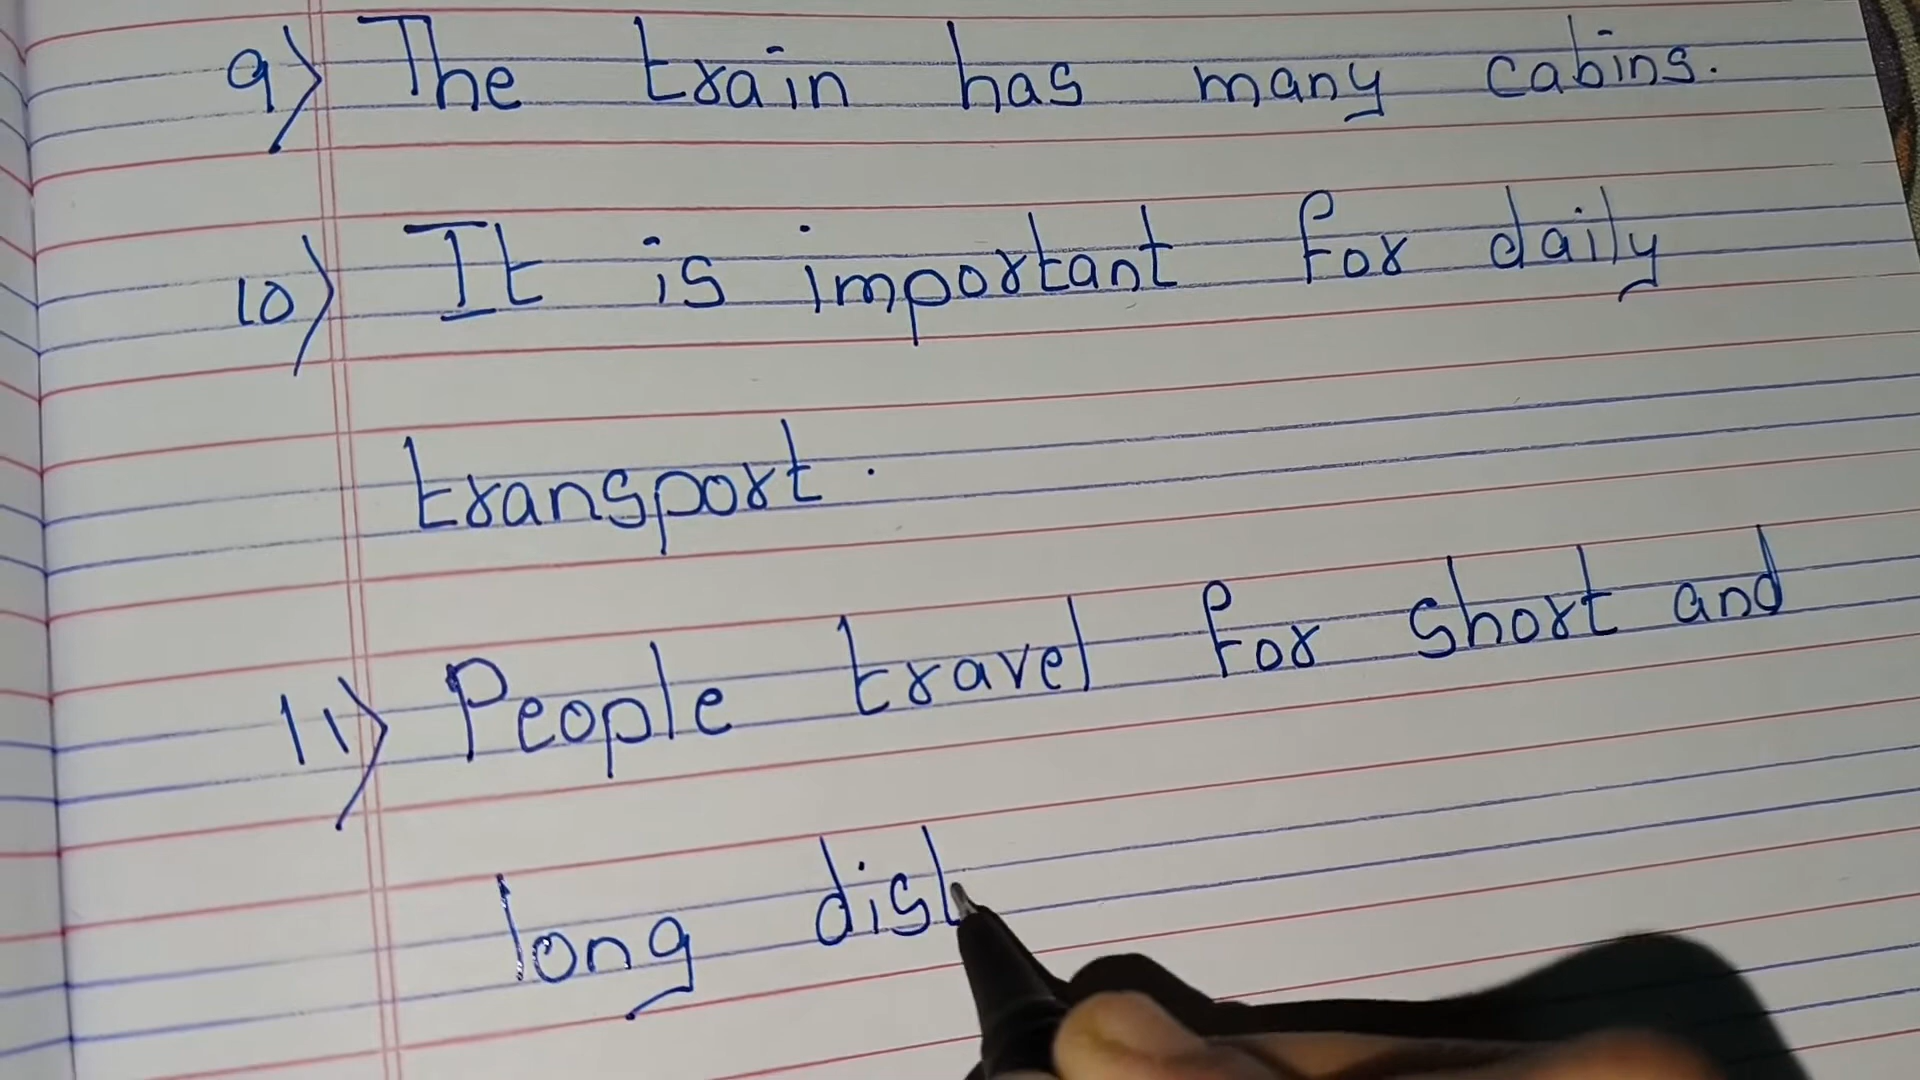 9) The train has many cabins.
10) It is important for daily
transport.
11) People travel for short and
long dist